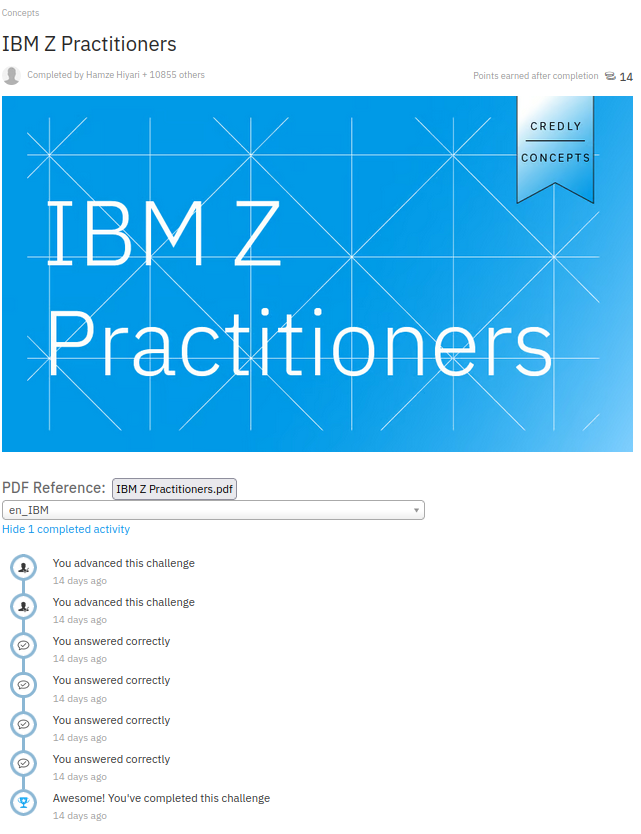 Concepts
IBM Z Practitioners
Completed by Hamze Hiyari + 10855 others
Points earned after completion 14
CREDLY
CONCEPTS
IBM Z
Practitioners
PDF Reference: IBM Z Practitioners.pdf
en_IBM
Hide 1 completed activity
You advanced this challenge
14 days ago
You advanced this challenge
14 days ago
You answered correctly
14 days ago
You answered correctly
14 days ago
You answered correctly
14 days ago
You answered correctly
14 days ago
Awesome! You've completed this challenge
14 days ago